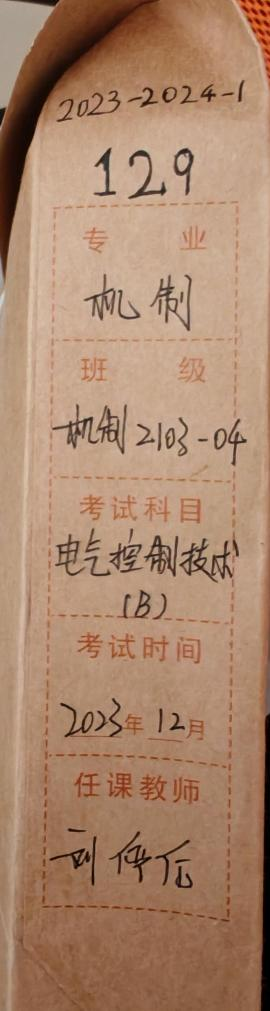 2023-2024-1
129
专 业
机制
班 级
机制2103-04
考试科目
电气控制技术
(B)
考试时间
2023年12月
任课教师
刘